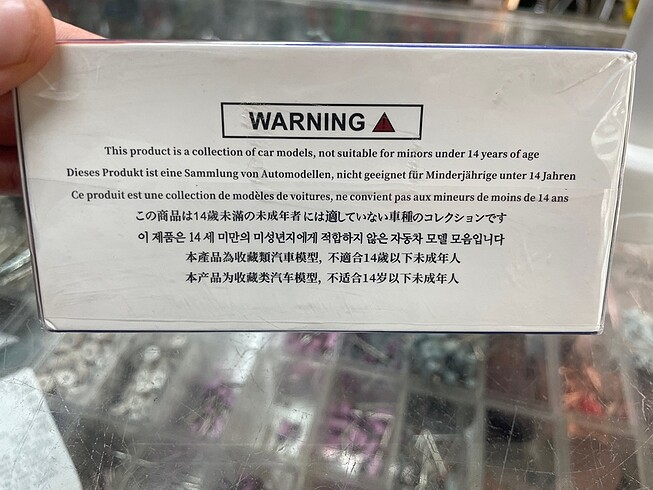 WARNING
This product is a collection of car models, not suitable for minors under 14 years of age
Dieses Produkt ist eine Sammlung von Automodellen, nicht geeignet für Minderjährige unter 14 Jahren
Ce produit est une collection de modèles de voitures, ne convient pas aux mineurs de moins de 14 ans
この商品は14歳未満の未成年者には適していない車種のコレクションです
이 제품은 14 세 미만의 미성년지에게 적합하지 않은 자동차 모델 모음입니다
本產品為收藏類汽車模型, 不適合14歲以下未成年人
本产品为收藏类汽车模型, 不适合14岁以下未成年人